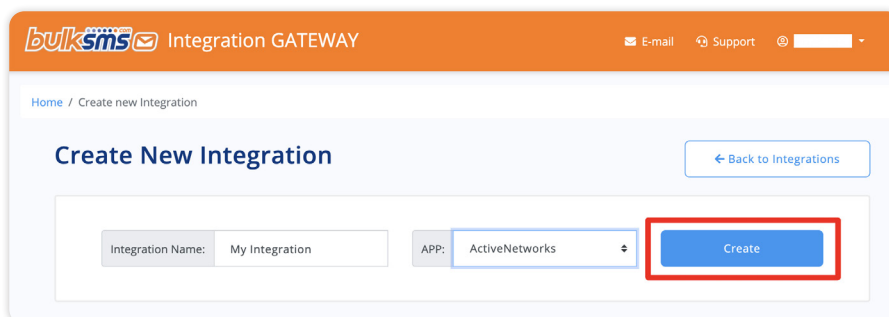 bulksms.com Integration GATEWAY
E-mail Support
Home / Create new Integration
Create New Integration
← Back to Integrations
Integration Name: My Integration
APP: ActiveNetworks
Create